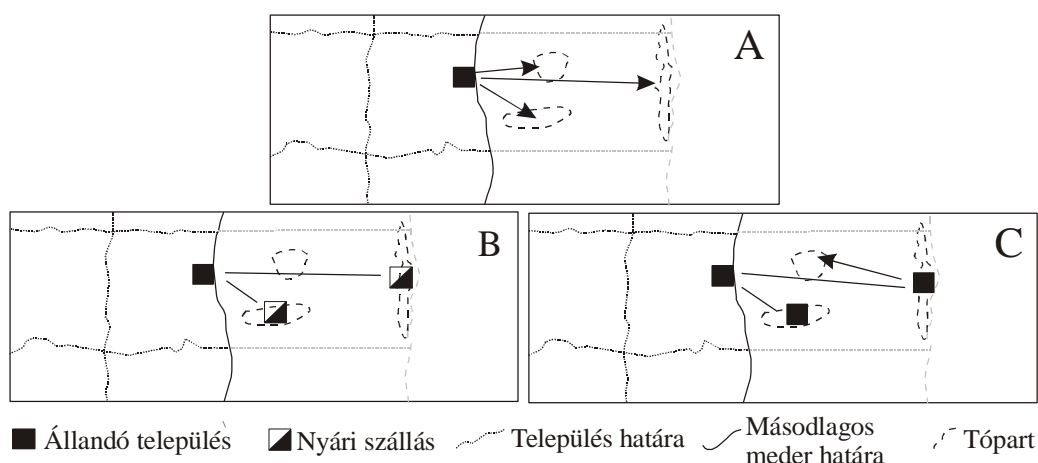 A
B
C
Állandó település
Nyári szállás
Település határa
Másodlagos
meder határa
Tópart